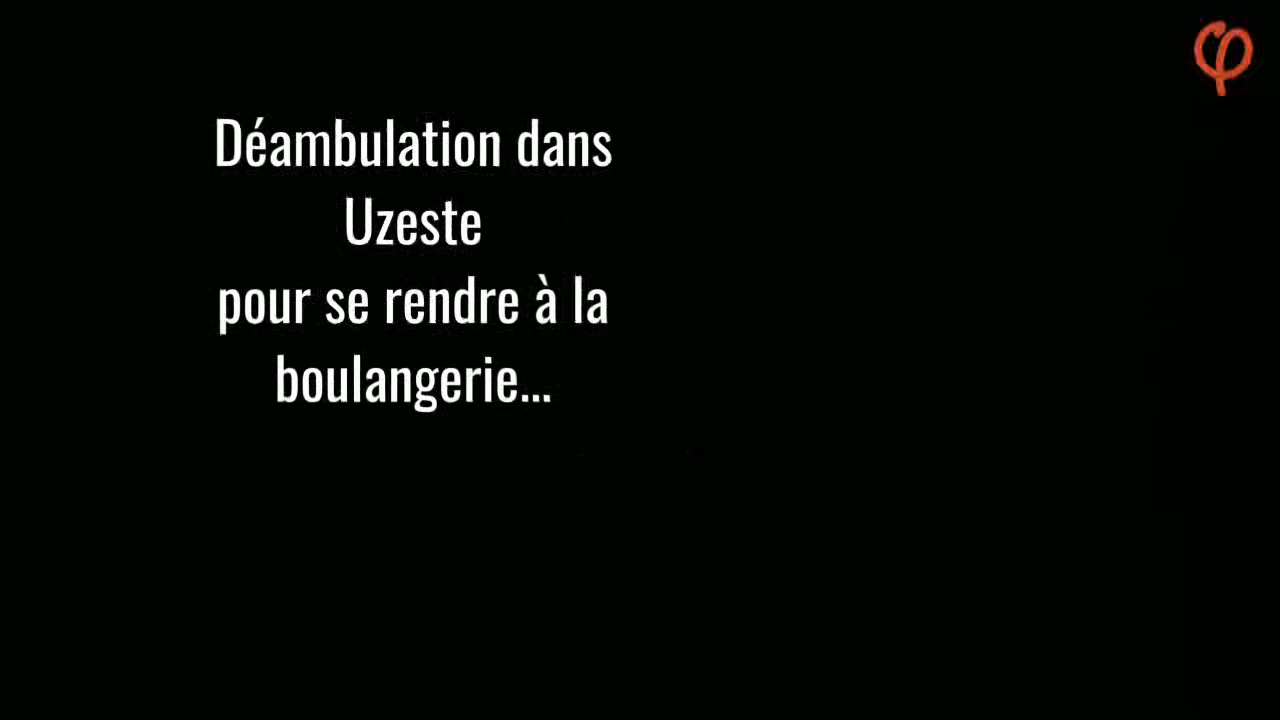 Déambulation dans
Uzeste
pour se rendre à la
boulangerie...
φ